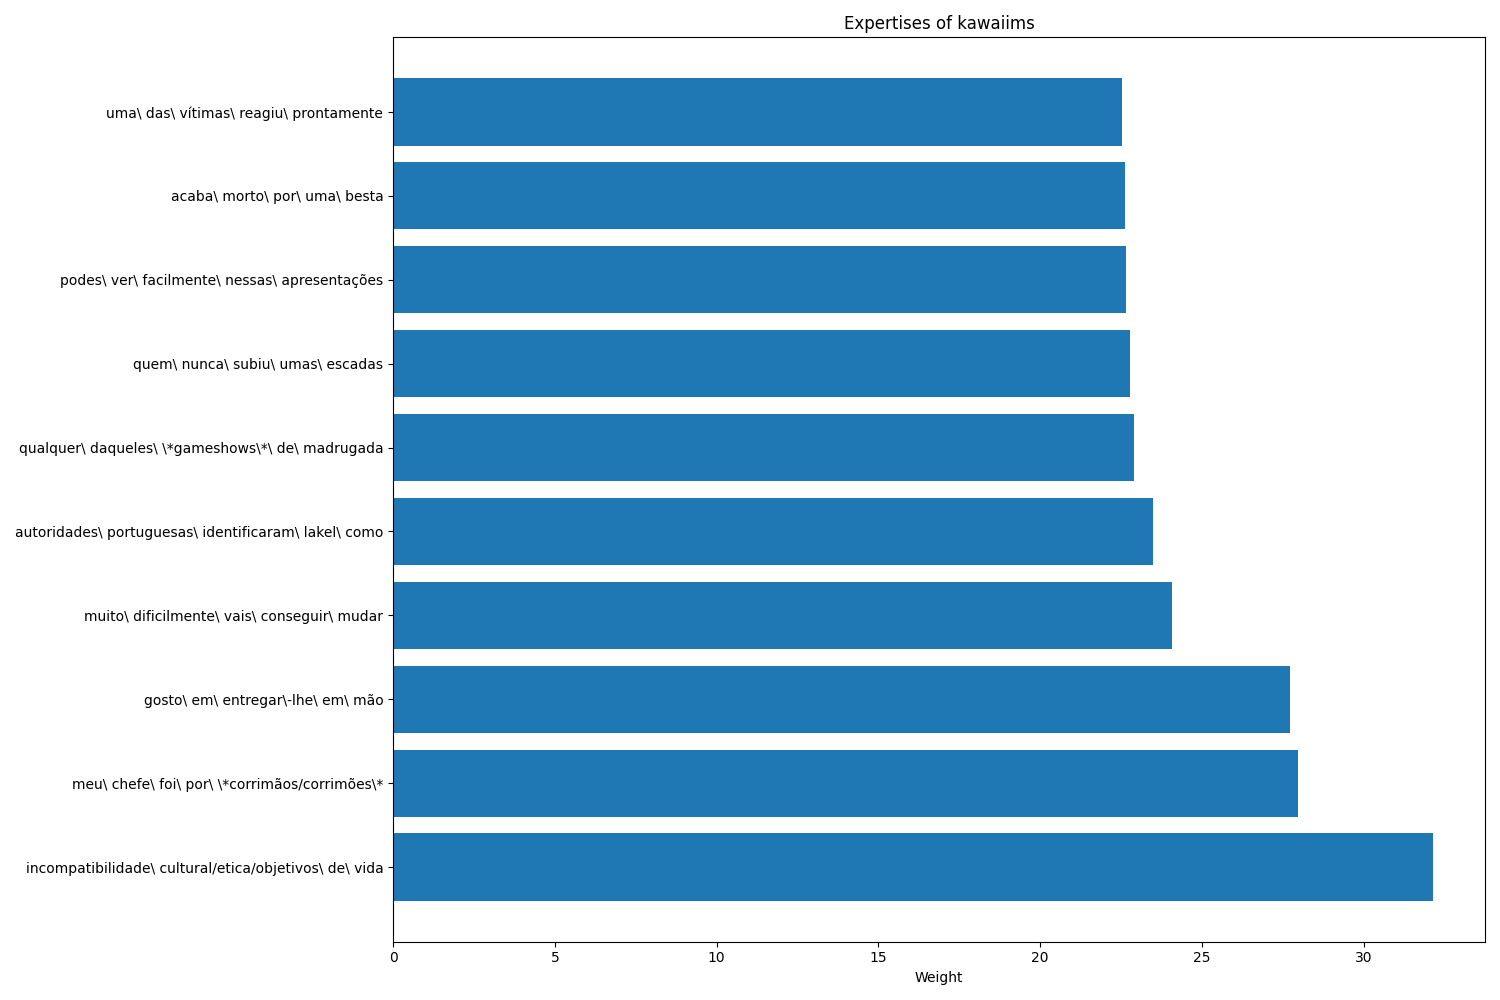 Expertises of kawaiims
uma\ das\ vítimas\ reagiu\ prontamente
acaba\ morto\ por\ uma\ besta
podes\ ver\ facilmente\ nessas\ apresentações
quem\ nunca\ subiu\ umas\ escadas
qualquer\ daqueles\ \*gameshows\*\ de\ madrugada
autoridades\ portuguesas\ identificaram\ lakel\ como
muito\ dificilmente\ vais\ conseguir\ mudar
gosto\ em\ entregar\-lhe\ em\ mão
meu\ chefe\ foi\ por\ \*corrimãos/corrimões\*
incompatibilidade\ cultural/etica/objetivos\ de\ vida
0 5 10 15 20 25 30
Weight